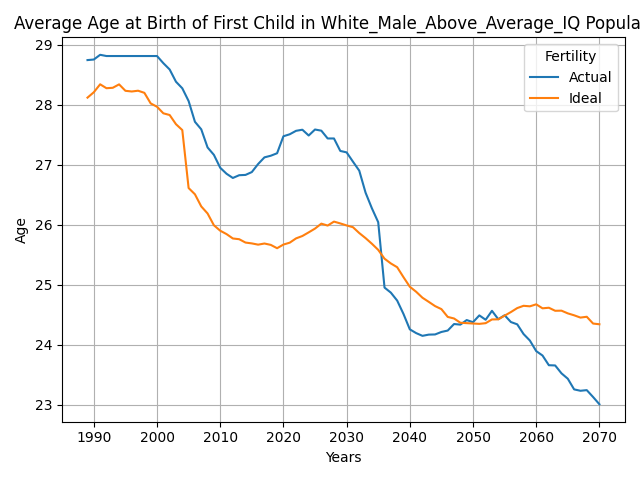 Average Age at Birth of First Child in White_Male_Above_Average_IQ Popula
Fertility
Actual
Ideal
29
28
27
26
25
24
23
Age
1990 2000 2010 2020 2030 2040 2050 2060 2070
Years